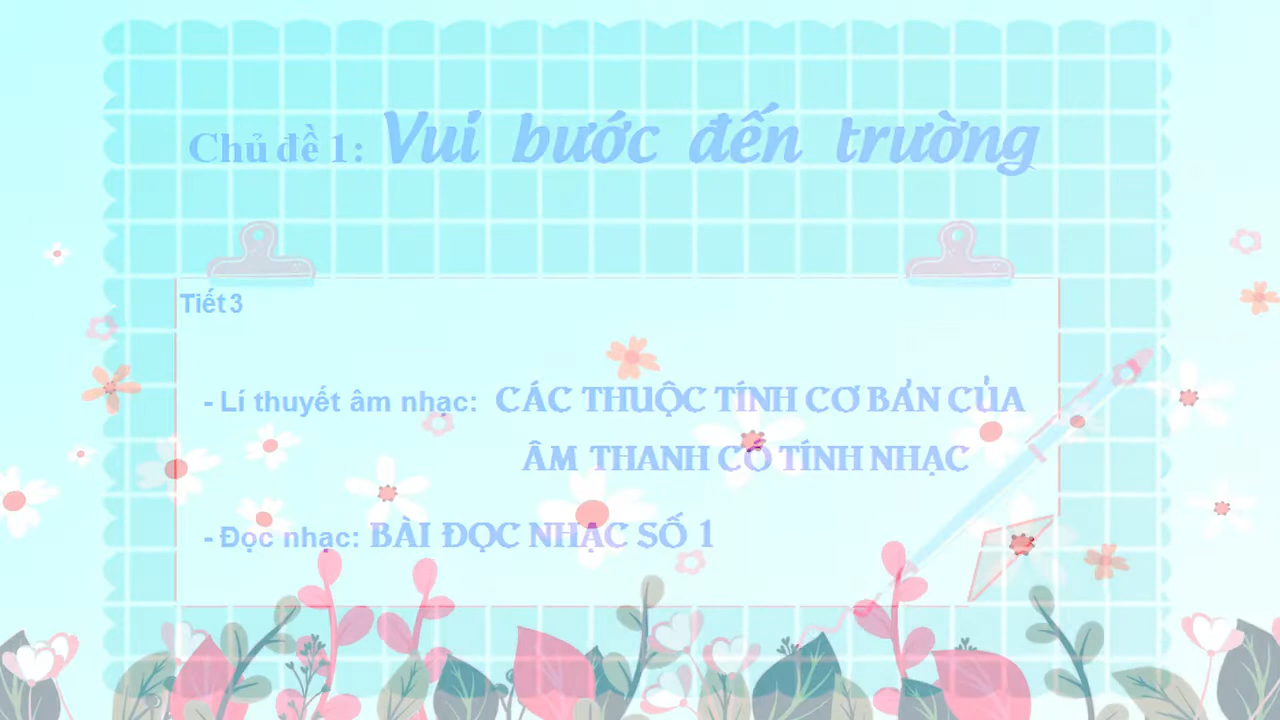 Chủ đề 1: Vui bước đến trường
Tiết 3
- Lí thuyết âm nhạc: CÁC THUỘC TÍNH CƠ BẢN CỦA
ÂM THANH CÓ TÍNH NHẠC
- Đọc nhạc: BÀI ĐỌC NHẠC SỐ 1